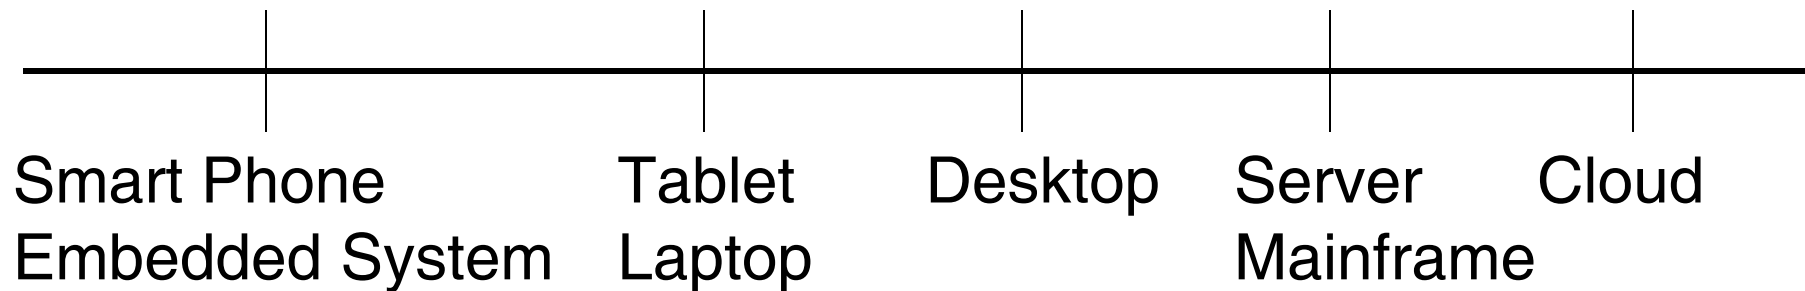 Smart Phone Tablet Desktop Server Cloud
Embedded System Laptop Mainframe